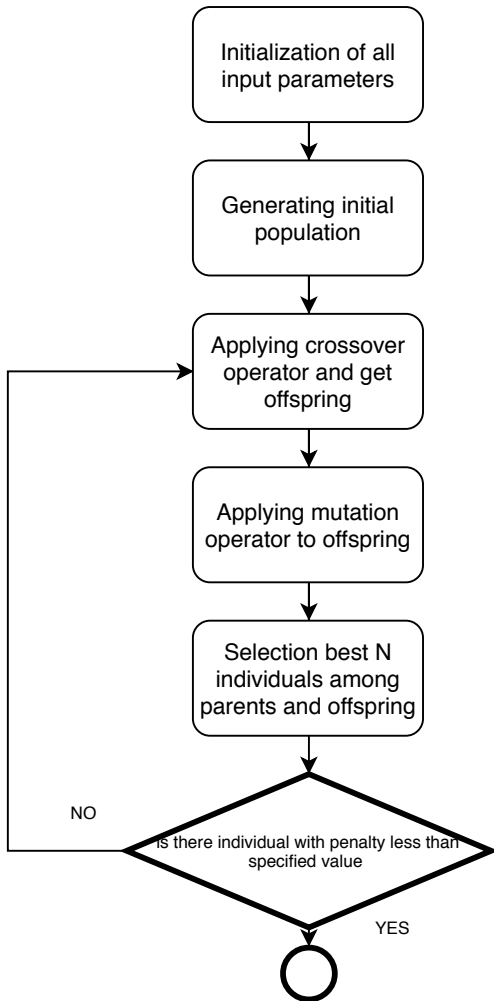 Initialization of all
input parameters
Generating initial
population
Applying crossover
operator and get
offspring
Applying mutation
operator to offspring
Selection best N
individuals among
parents and offspring
NO
is there individual with penalty less than
specified value
YES